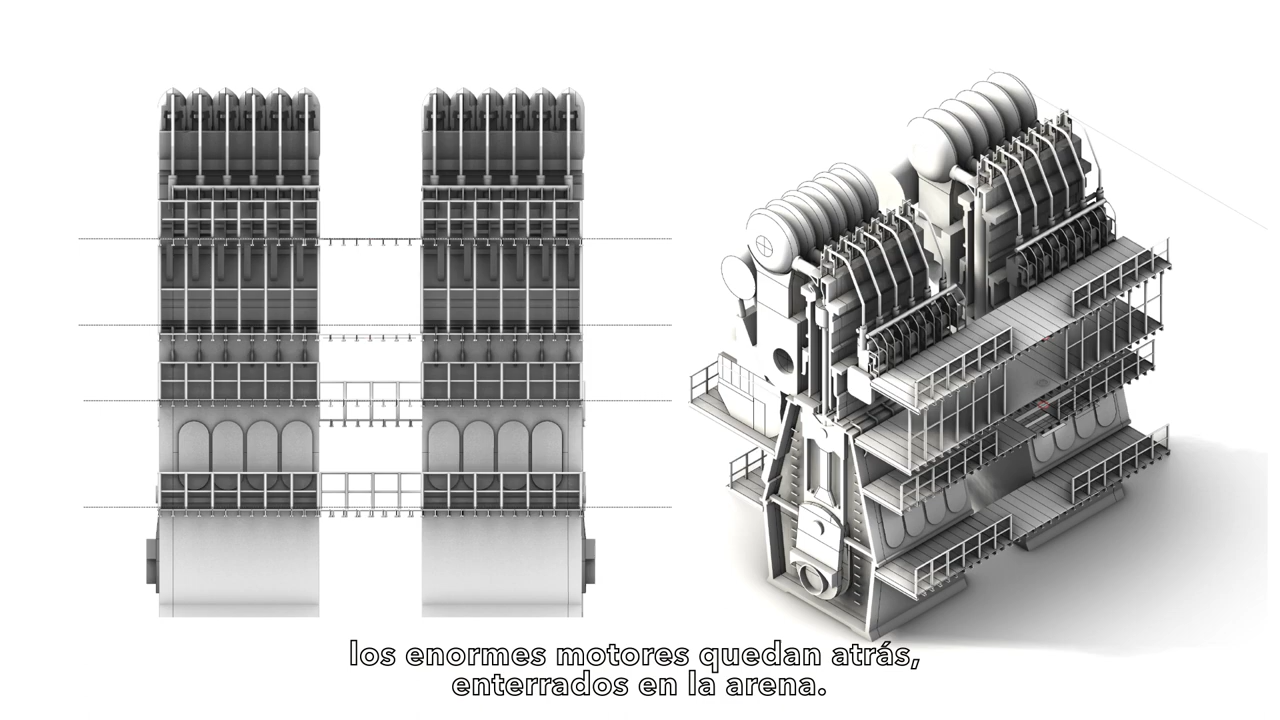 los enormes motores quedan atrás,
enterrados en la arena.